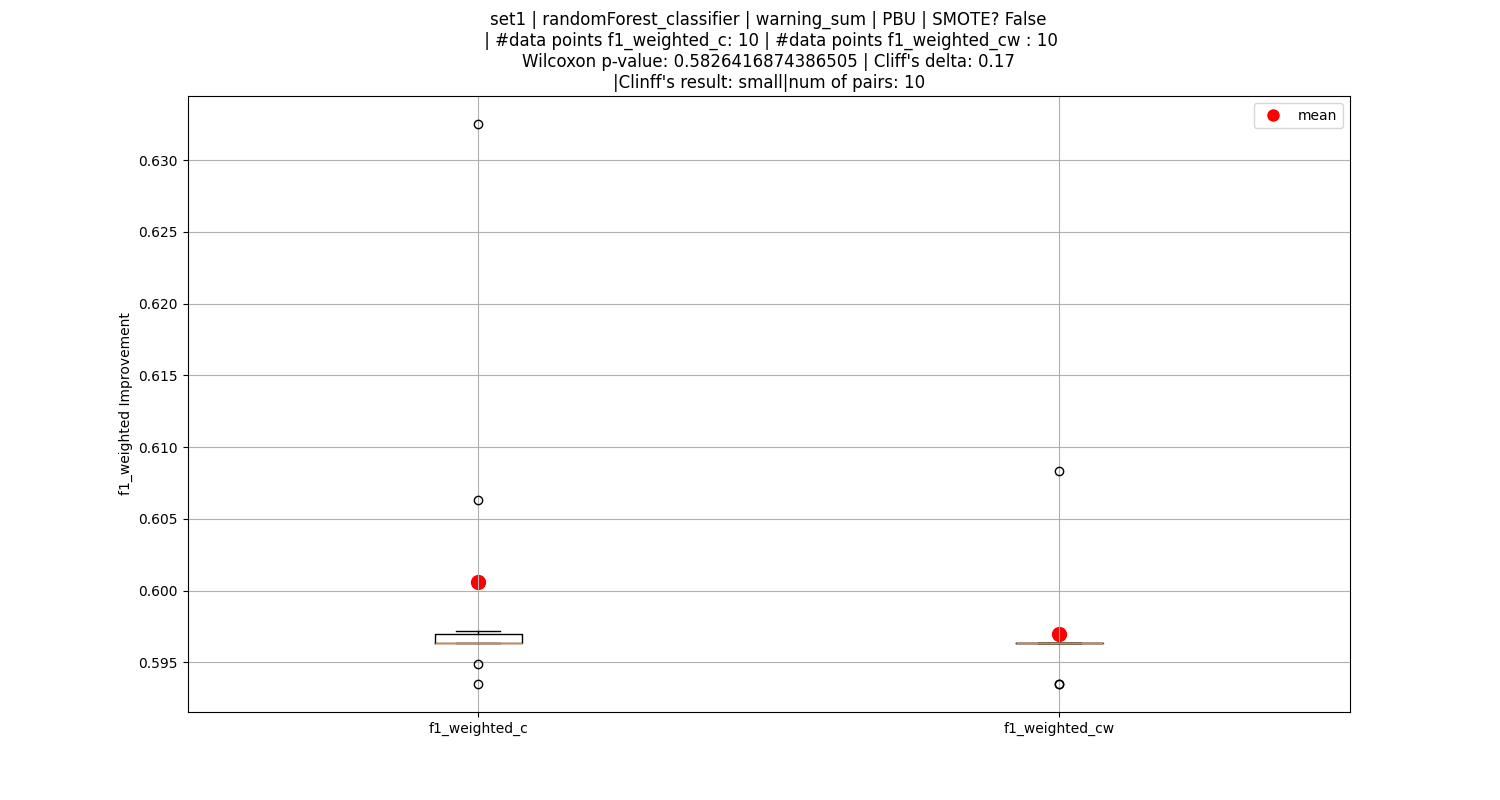 set1 | randomForest_classifier | warning_sum | PBU | SMOTE? False
| #data points f1_weighted_c: 10 | #data points f1_weighted_cw : 10
Wilcoxon p-value: 0.5826416874386505 | Cliff's delta: 0.17
|Clinff's result: small|num of pairs: 10
mean
0.630
0.625
0.620
0.615
0.610
0.605
0.600
0.595
f1_weighted Improvement
f1_weighted_c
f1_weighted_cw